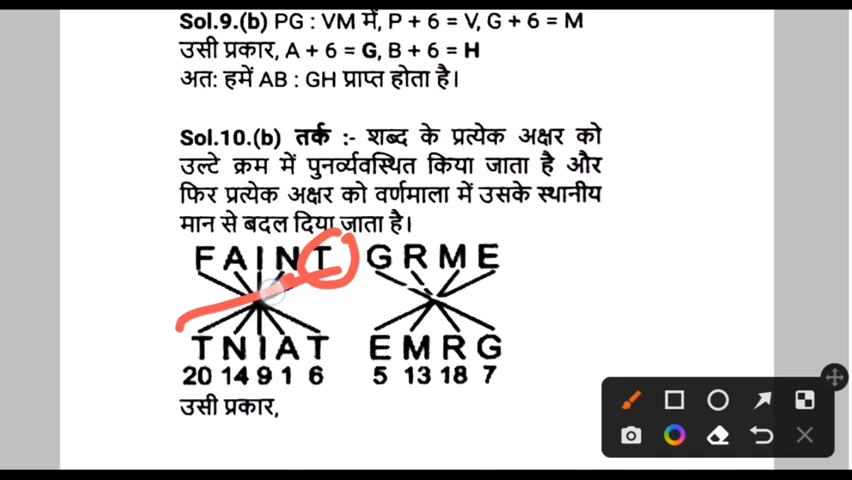 Sol.9.(b) PG : VM में, P + 6 = V, G + 6 = M
उसी प्रकार, A + 6 = G, B + 6 = H
अत: हमें AB : GH प्राप्त होता है।
Sol.10.(b) तर्क :- शब्द के प्रत्येक अक्षर को
उल्टे क्रम में पुनर्व्यवस्थित किया जाता है और
फिर प्रत्येक अक्षर को वर्णमाला में उसके स्थानीय
मान से बदल दिया जाता है।
FAINT GRME
TNIAT EMRG
20 14 9 1 6 5 13 18 7
उसी प्रकार,